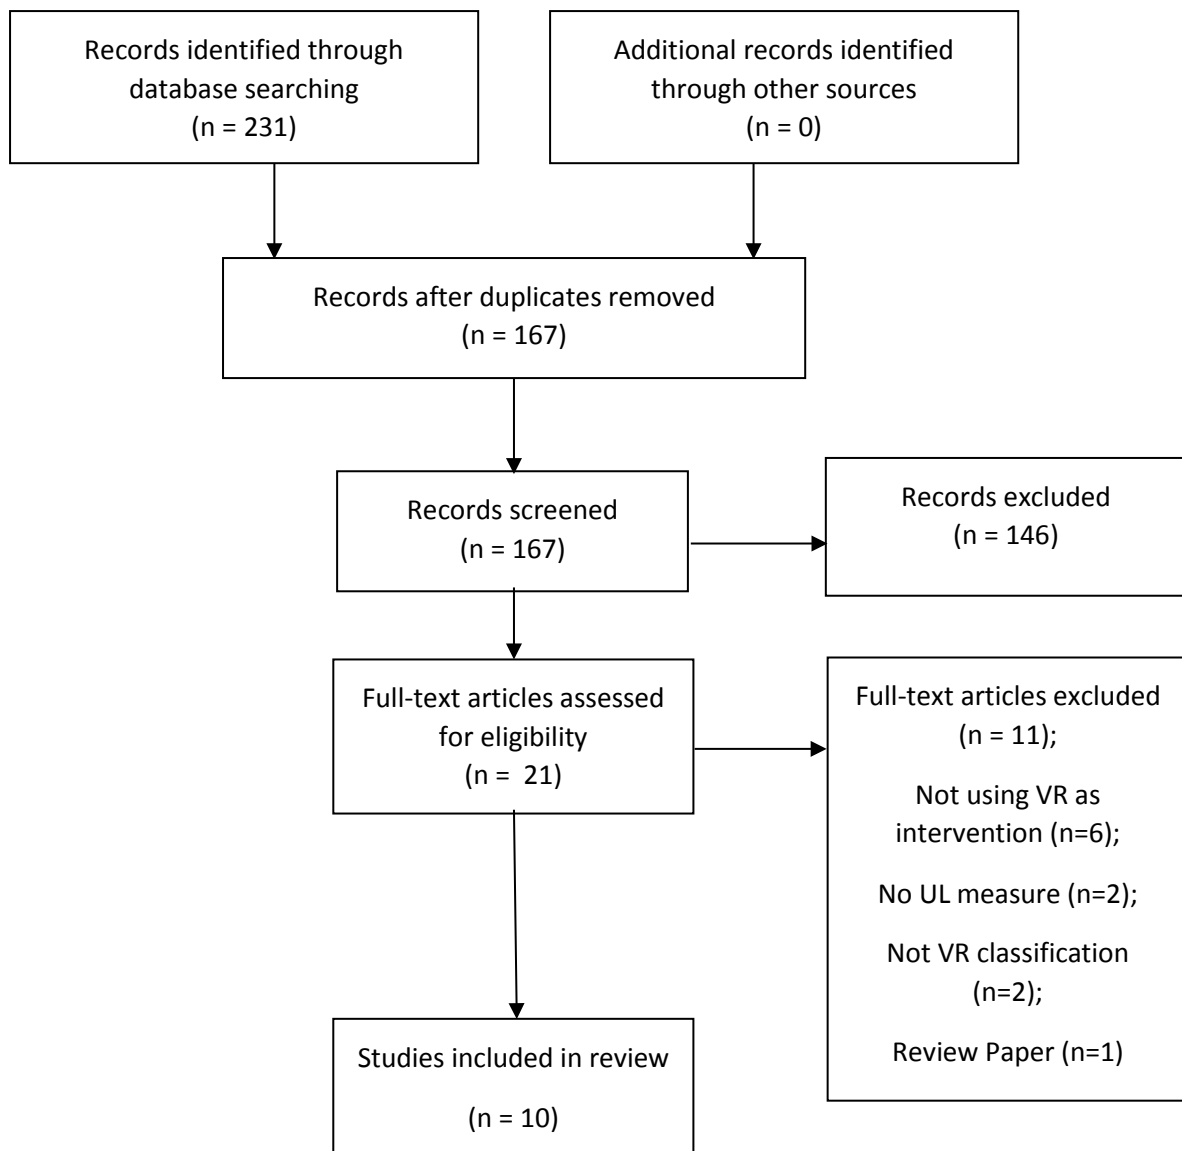 Records identified through
database searching
(n = 231)
Additional records identified
through other sources
(n = 0)
Records after duplicates removed
(n = 167)
Records screened
(n = 167)
Records excluded
(n = 146)
Full-text articles assessed
for eligibility
(n =  21)
Full-text articles excluded
(n = 11);
Not using VR as
intervention (n=6);
No UL measure (n=2);
Not VR classification
(n=2);
Review Paper (n=1)
Studies included in review
(n = 10)